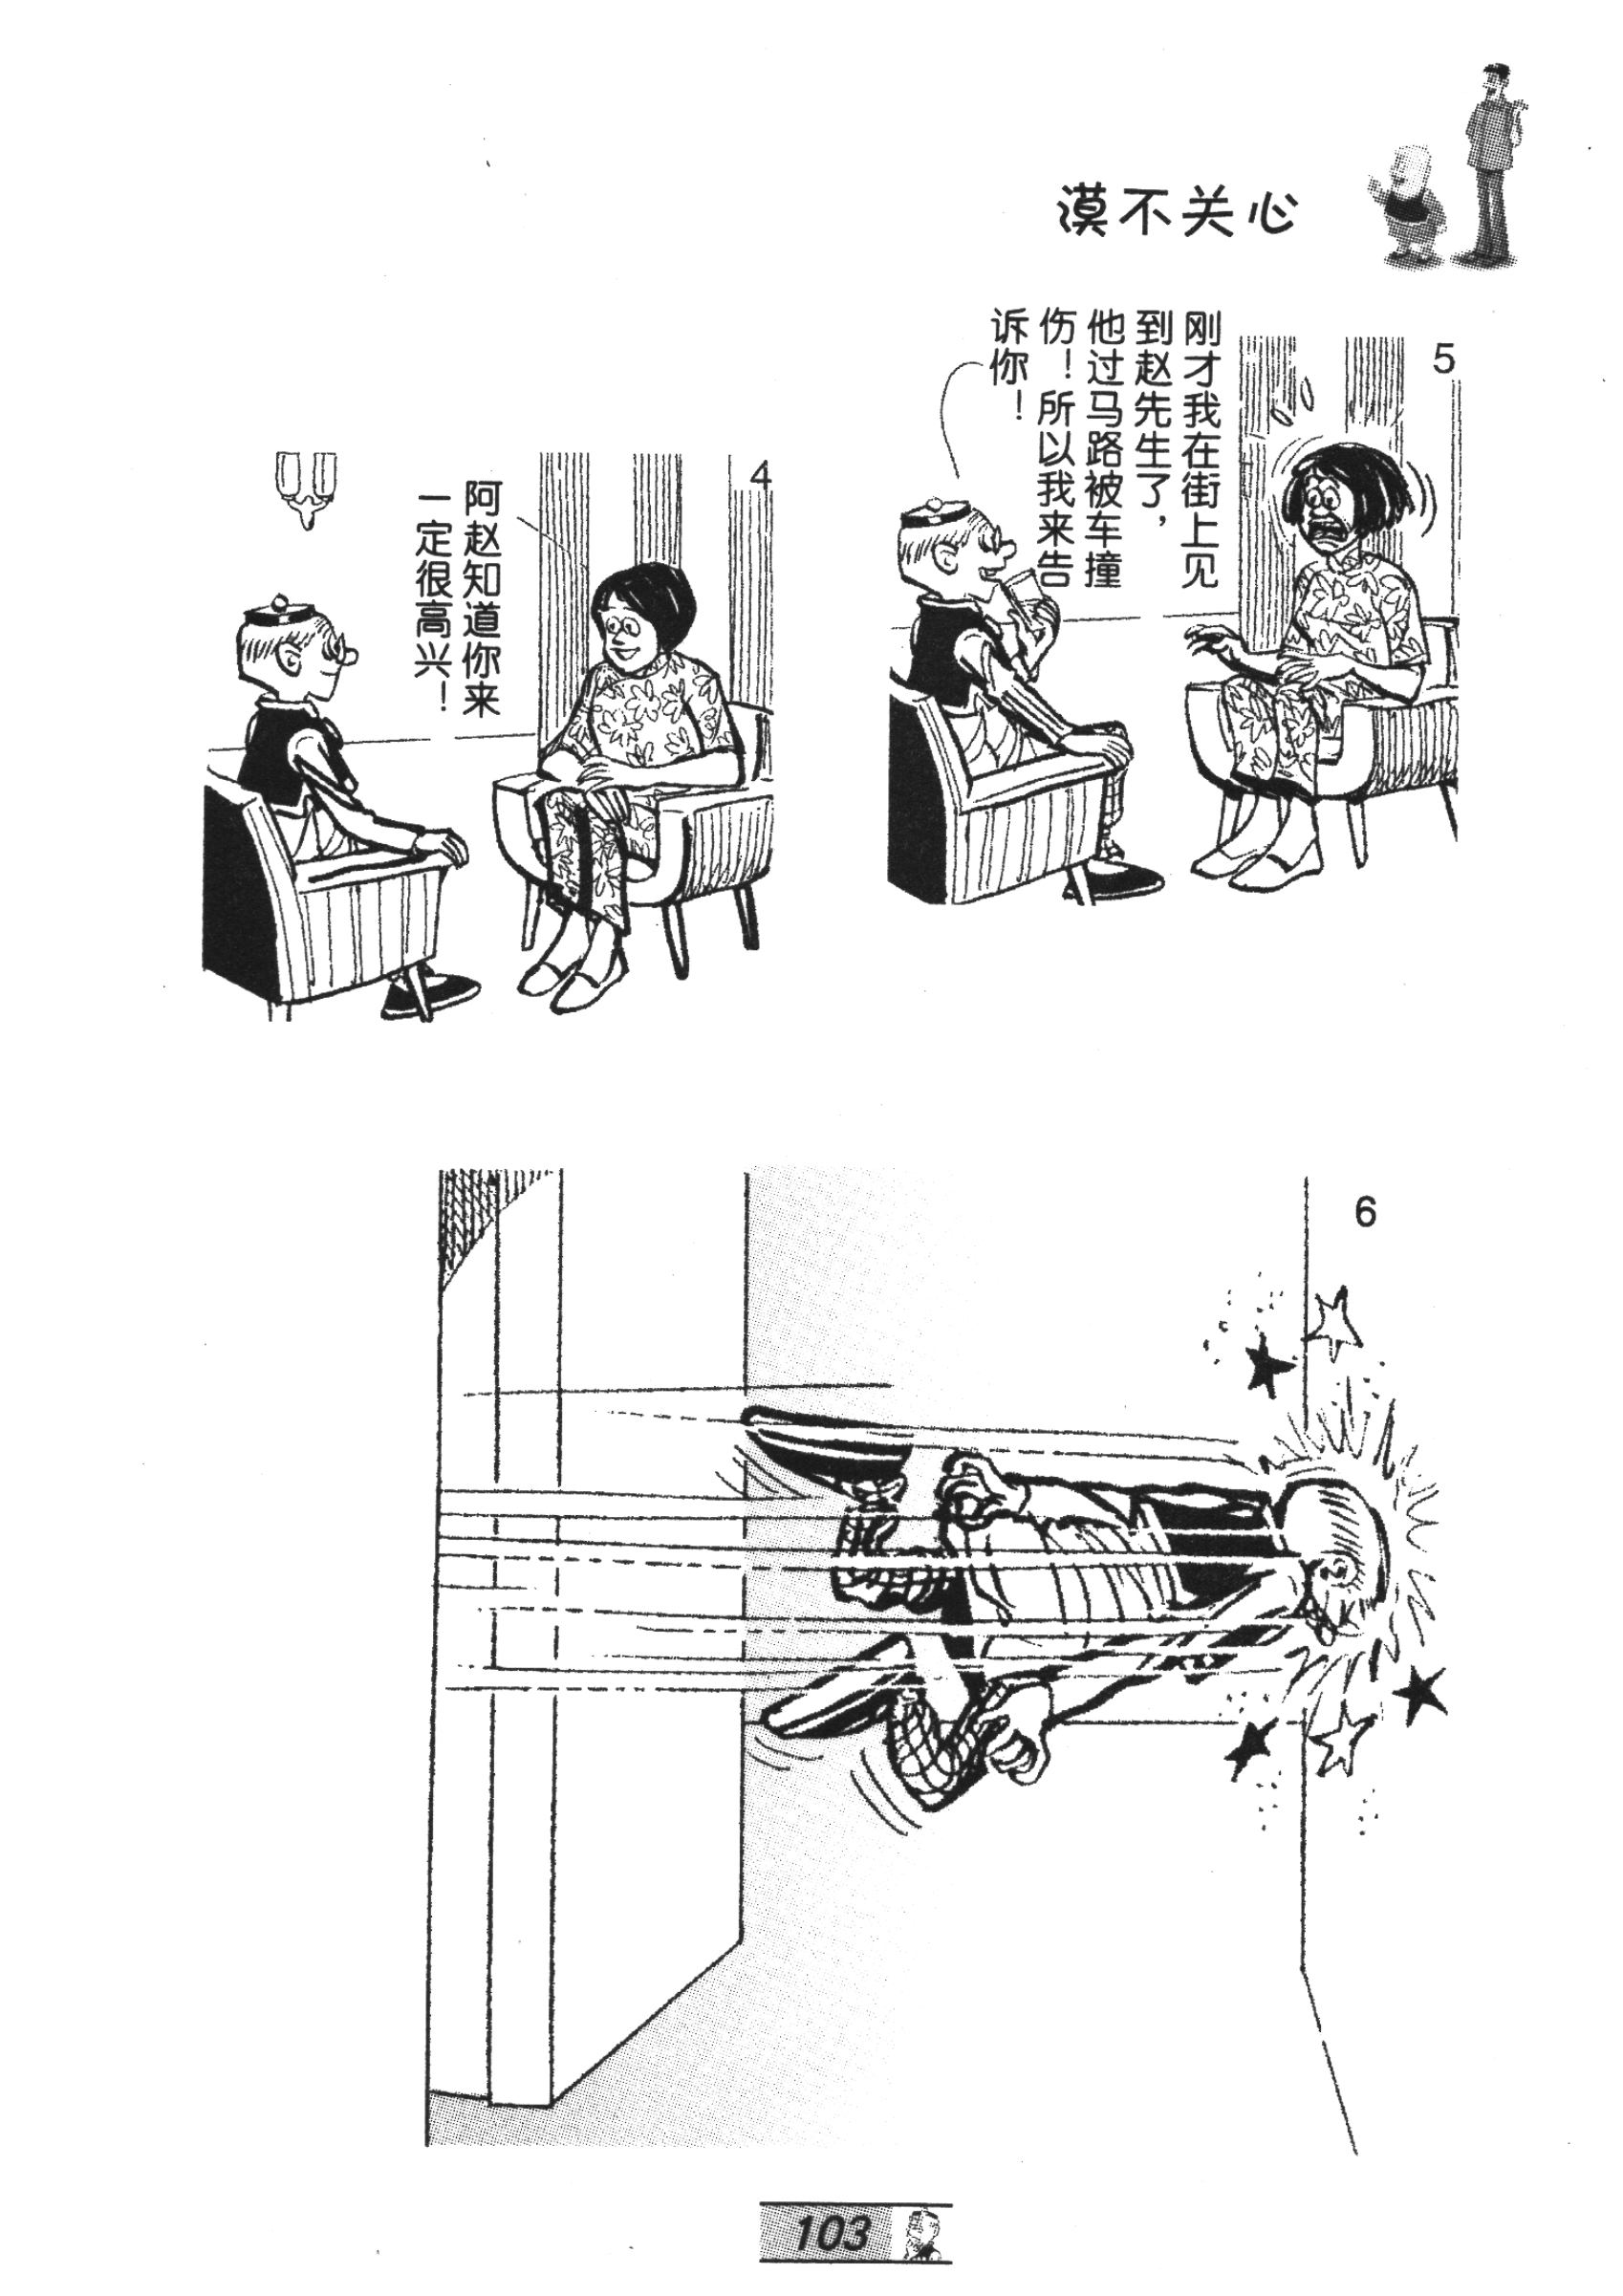 漠不关心
4
阿赵知道你来
一定很高兴！
5
刚才我在街上见
到赵先生了，
他过马路被车撞
伤！所以我来告
诉你！
6
103